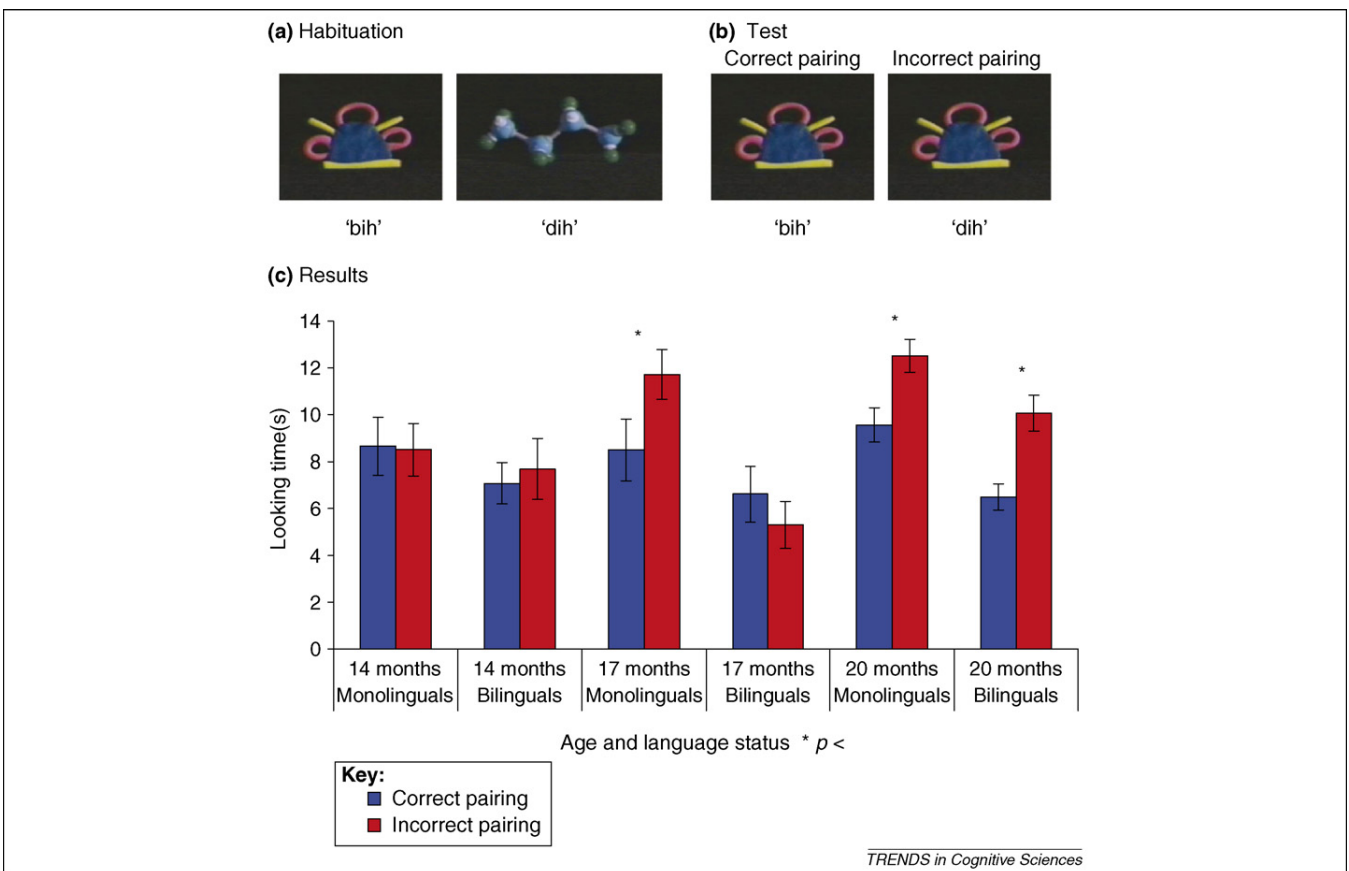 (a) Habituation
(b) Test
Correct pairing Incorrect pairing
‘bih’ ‘dih’ ‘bih’ ‘dih’
(c) Results
14
12
10
8
6
4
2
0
Looking time(s)
* * *
14 months 14 months 17 months 17 months 20 months 20 months
Monolinguals Bilinguals Monolinguals Bilinguals Monolinguals Bilinguals
Age and language status * p <
Key:
Correct pairing
Incorrect pairing
TRENDS in Cognitive Sciences